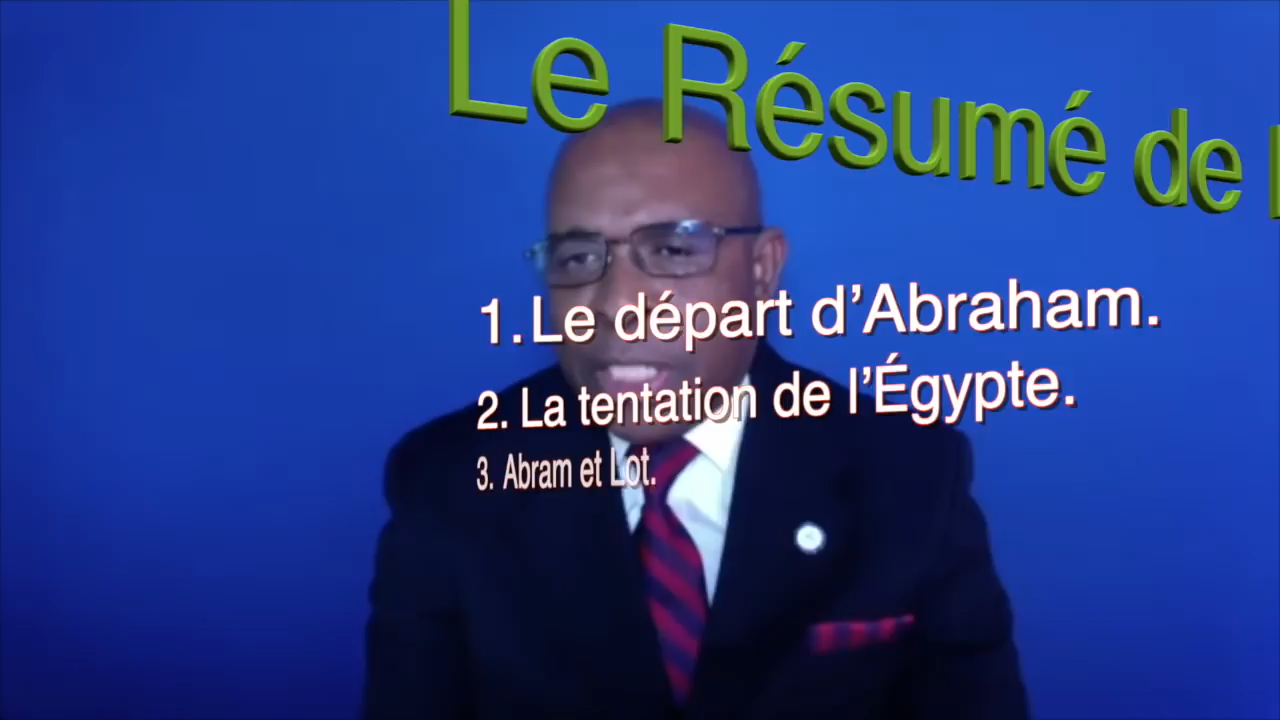 Le Résumé de
1. Le départ d’Abraham.
2. La tentation de l’Égypte.
3. Abram et Lot.